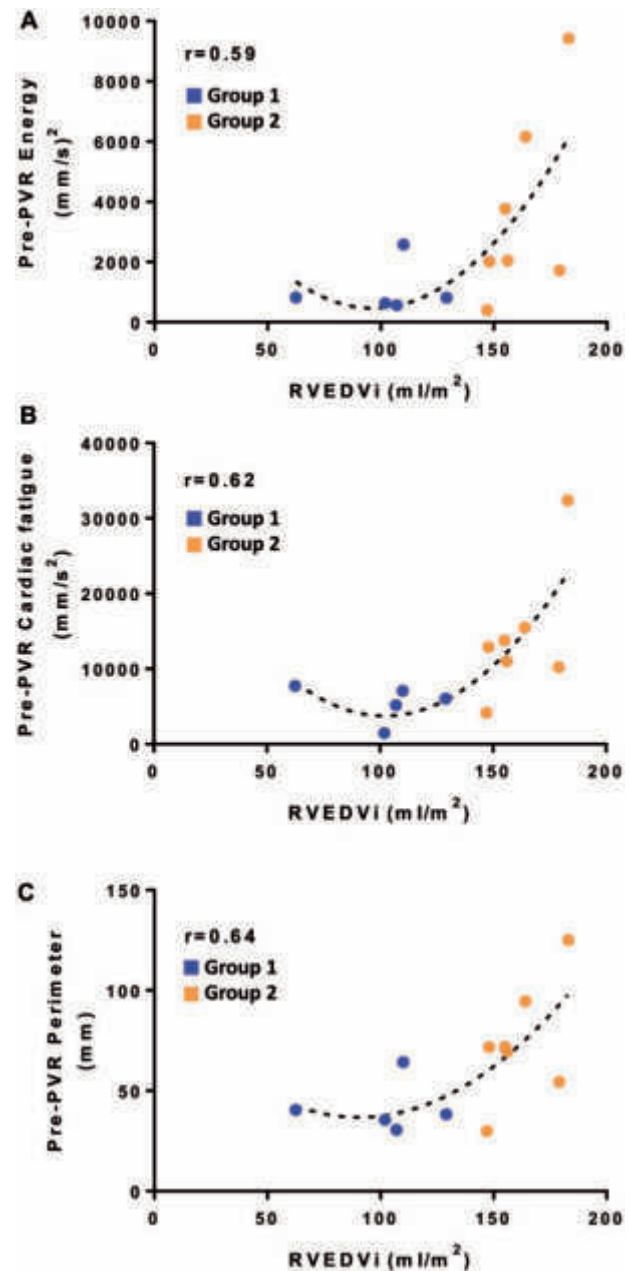 A
Pre-PVR Energy
(mm/s)²
10000
8000
6000
4000
2000
0
r=0.59
Group 1
Group 2
0
50
100
150
200
RVEDVi (ml/m²)
B
Pre-PVR Cardiac fatigue
(mm/s²)
40000
30000
20000
10000
0
r=0.62
Group 1
Group 2
0
50
100
150
200
RVEDVi (ml/m²)
C
Pre-PVR Perimeter
(mm)
150
100
50
0
r=0.64
Group 1
Group 2
0
50
100
150
200
RVEDVi (ml/m²)